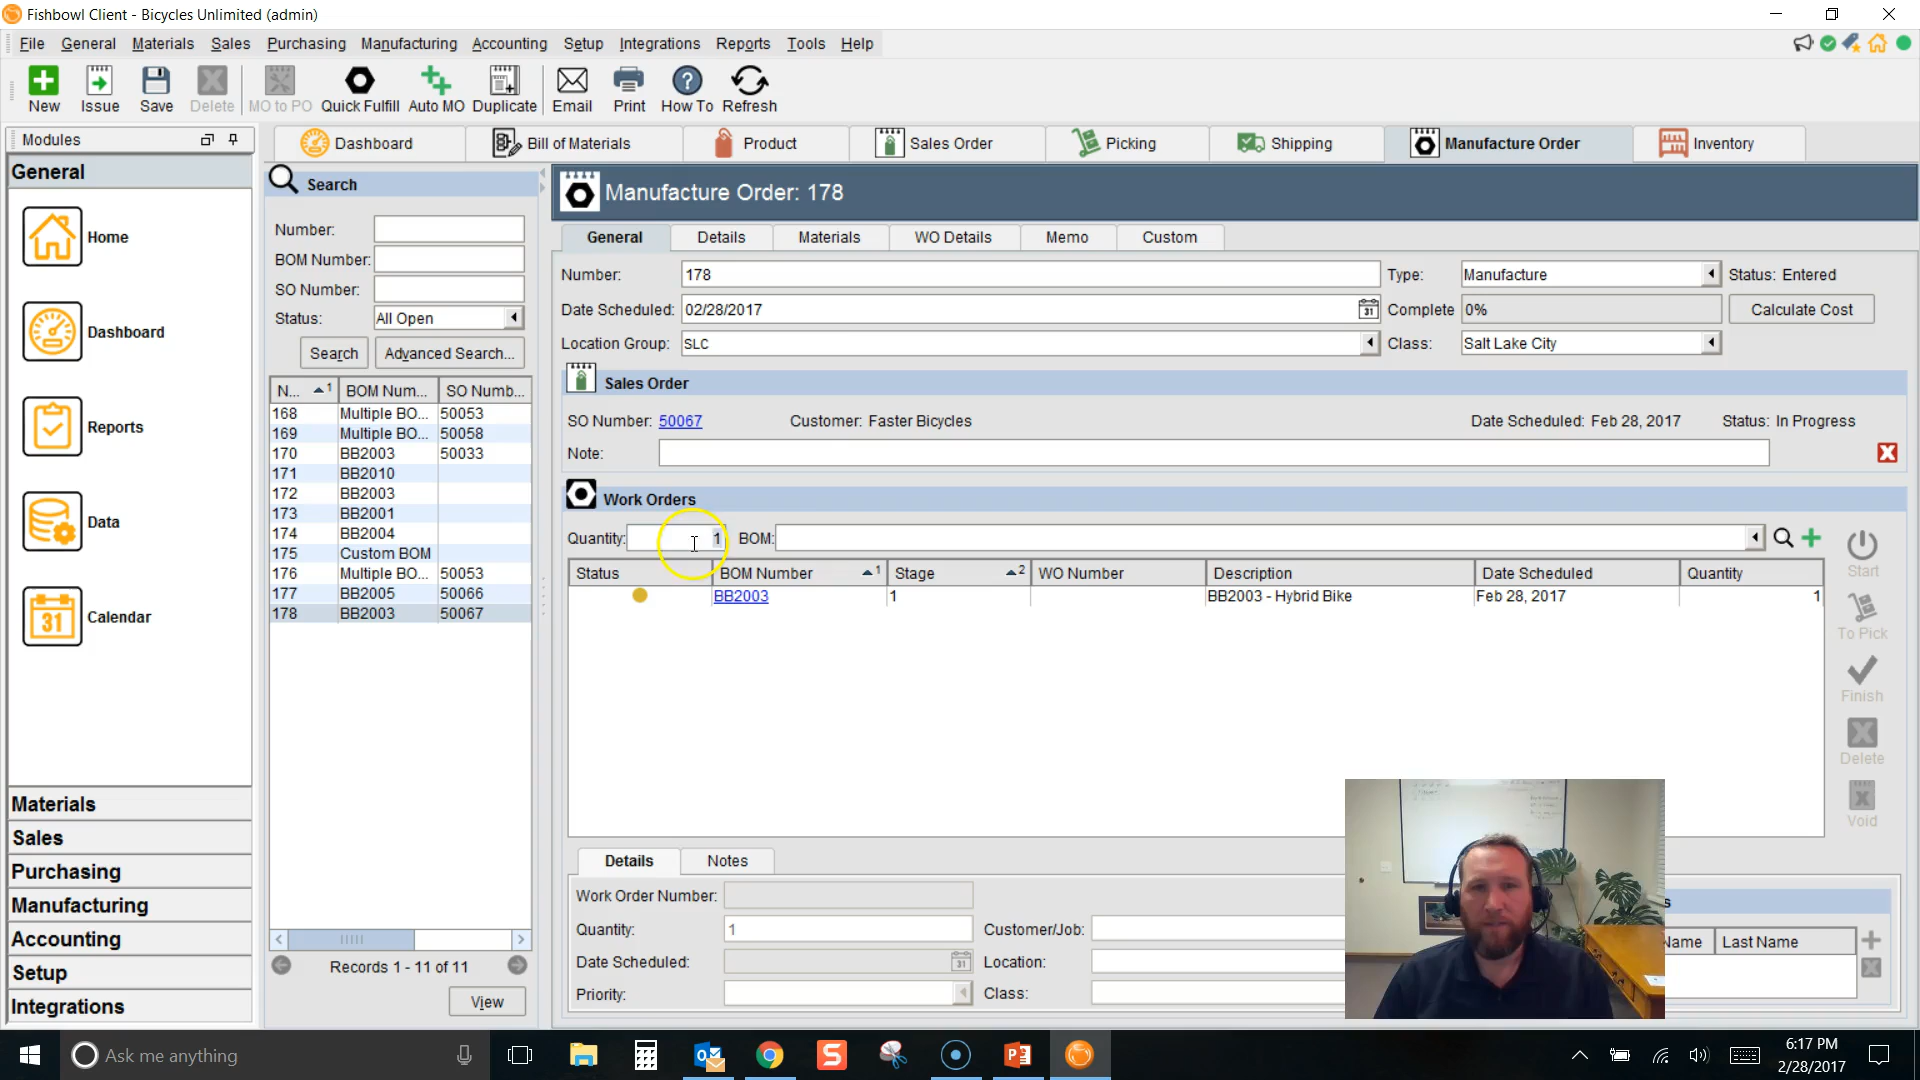 Fishbowl Client - Bicycles Unlimited (admin)
File General Materials Sales Purchasing Manufacturing Accounting Setup Integrations Reports Tools Help
New Issue Save Delete MO to PO Quick Fulfill Auto MO Duplicate Email Print How To Refresh
Modules
Dashboard Bill of Materials Product Sales Order Picking Shipping Manufacture Order Inventory
General
Home
Dashboard
Reports
Data
31 Calendar
Materials
Sales
Purchasing
Manufacturing
Accounting
Setup
Integrations
Search
Number:
BOM Number:
SO Number:
Status: All Open
Search Advanced Search...
N... 1 BOM Num... SO Numb...
168 Multiple BO... 50053
169 Multiple BO... 50058
170 BB2003 50033
171 BB2010
172 BB2003
173 BB2001
174 BB2004
175 Custom BOM
176 Multiple BO... 50053
177 BB2005 50066
178 BB2003 50067
Records 1 - 11 of 11
View
Manufacture Order: 178
General Details Materials WO Details Memo Custom
Number: 178 Type: Manufacture Status: Entered
Date Scheduled: 02/28/2017 31 Complete 0% Calculate Cost
Location Group: SLC Class: Salt Lake City
Sales Order
SO Number: 50067 Customer: Faster Bicycles Date Scheduled: Feb 28, 2017 Status: In Progress
Note:
Work Orders
Quantity: 1 BOM:
Status BOM Number 1 Stage 2 WO Number Description Date Scheduled Quantity
BB2003 1 BB2003 - Hybrid Bike Feb 28, 2017 1
Start
To Pick
Finish
Delete
Void
Details Notes
Work Order Number:
Quantity: 1 Customer/Job:
Date Scheduled: 31 Location:
Priority: Class:
s
Name Last Name
Ask me anything
S
6:17 PM
2/28/2017